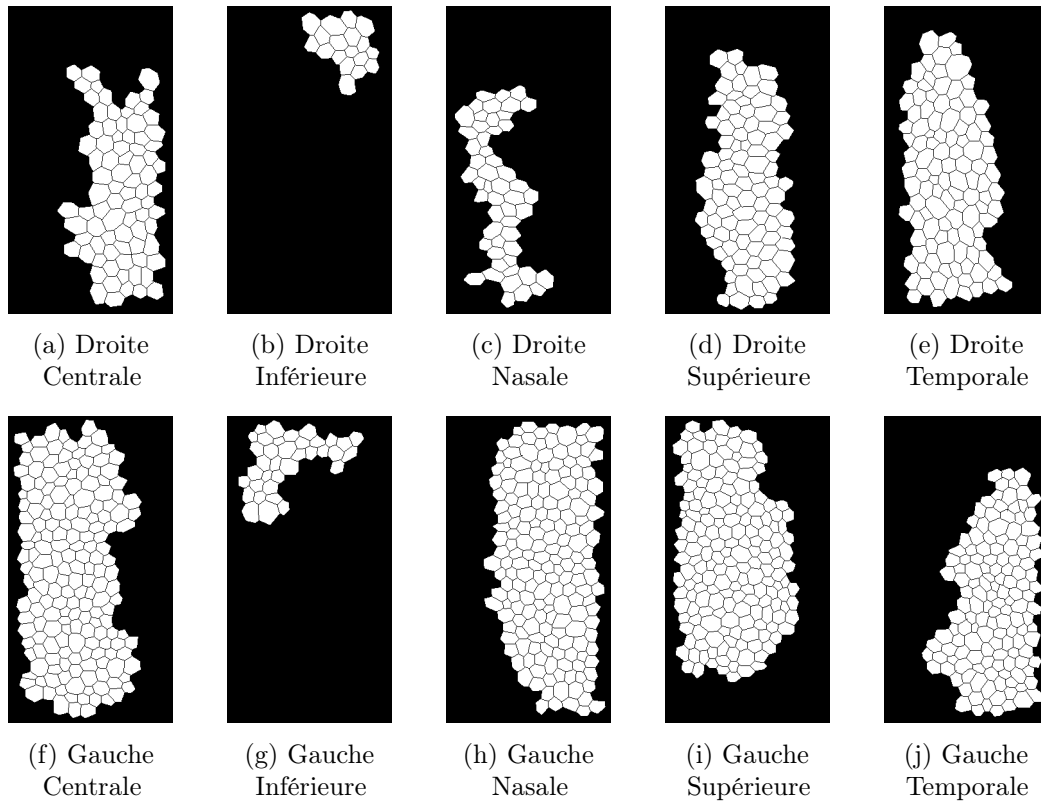 (a) Droite
Centrale
(b) Droite
Inférieure
(c) Droite
Nasale
(d) Droite
Supérieure
(e) Droite
Temporale
(f) Gauche
Centrale
(g) Gauche
Inférieure
(h) Gauche
Nasale
(i) Gauche
Supérieure
(j) Gauche
Temporale